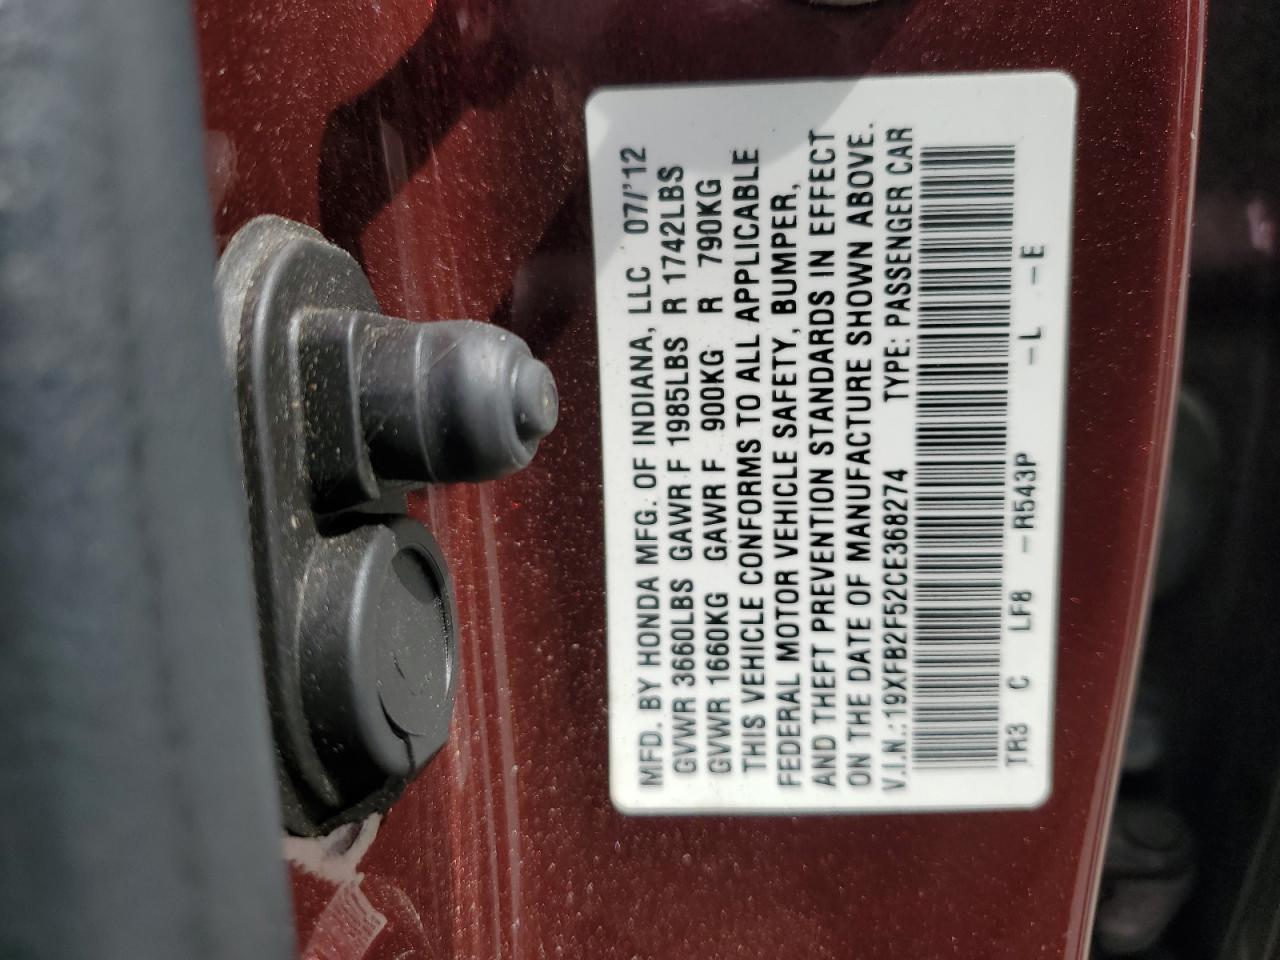 MFD. BY HONDA MFG. OF INDIANA, LLC 07/'12
GVWR 3660LBS GAWR F 1985LBS R 1742LBS
GVWR 1660KG GAWR F 900KG R 790KG
THIS VEHICLE CONFORMS TO ALL APPLICABLE
FEDERAL MOTOR VEHICLE SAFETY, BUMPER,
AND THEFT PREVENTION STANDARDS IN EFFECT
ON THE DATE OF MANUFACTURE SHOWN ABOVE.
V.I.N.:19XFB2F52CE368274 TYPE: PASSENGER CAR
TR3 C LF8 -R543P -L -E